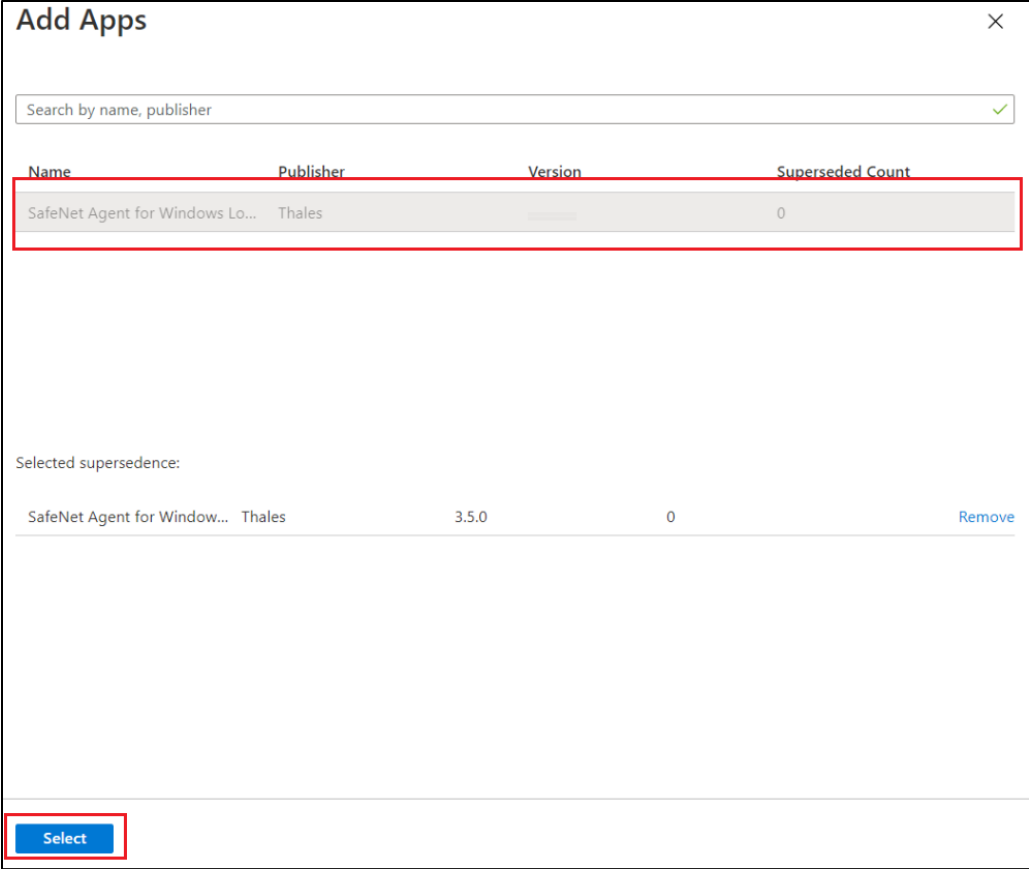 Add Apps
Search by name, publisher
Name Publisher Version Superseded Count
SafeNet Agent for Windows Lo... Thales 0
Selected supersedence:
SafeNet Agent for Window... Thales 3.5.0 0 Remove
Select